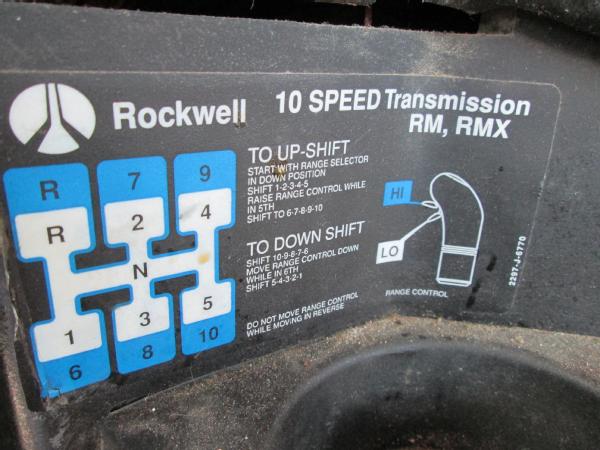 Rockwell
10 SPEED Transmission
RM, RMX
R 7 9
R 2 4
N
1 3 5
6 8 10
TO UP-SHIFT
START WITH RANGE SELECTOR
IN DOWN POSITION
SHIFT 1-2-3-4-5
RAISE RANGE CONTROL WHILE
IN 5TH
SHIFT TO 6-7-8-9-10
TO DOWN SHIFT
SHIFT 10-9-8-7-6
MOVE RANGE CONTROL DOWN
WHILE IN 6TH
SHIFT 5-4-3-2-1
DO NOT MOVE RANGE CONTROL
WHILE MOVING IN REVERSE
HI
LO
RANGE CONTROL
2297-J-6770